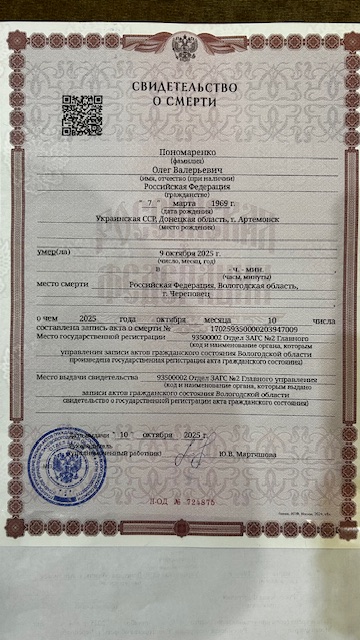 СВИДЕТЕЛЬСТВО
О СМЕРТИ
Пономаренко
(фамилия)
Олег Валерьевич
(имя, отчество (при наличии)
Российская Федерация
(гражданство)
" 7 " марта 1969 г.
(дата рождения)
Украинская ССР, Донецкая область, г. Артемовск
(место рождения)
умер(ла) 9 октября 2025 г.
(число, месяц, год)
в - ч. - мин.
(часы, минуты)
место смерти Российская Федерация, Вологодская область,
г. Череповец
о чем 2025 года октября месяца 10 числа
составлена запись акта о смерти № 170259350000203947009
Место государственной регистрации 93500002 Отдел ЗАГС №2 Главного
(код и наименование органа, которым
управления записи актов гражданского состояния Вологодской области
произведена государственная регистрация акта гражданского состояния)
Место выдачи свидетельства 93500002 Отдел ЗАГС №2 Главного управления
(код и наименование органа, которым выдано
записи актов гражданского состояния Вологодской области
свидетельство о государственной регистрации акта гражданского состояния)
Дата выдачи " 10 " октября 2025 г.
Руководитель
(уполномоченный работник) Ю.В. Мартюшова
II-ОД № 724875